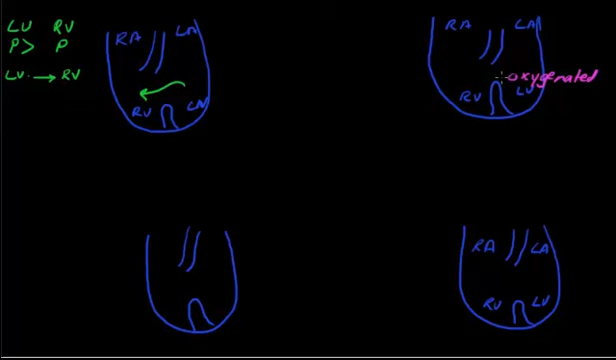 LV RV
P > P
LV → RV
RA LA
RV LV
RA LA
oxygenated
RV LV
RA LA
RV LV